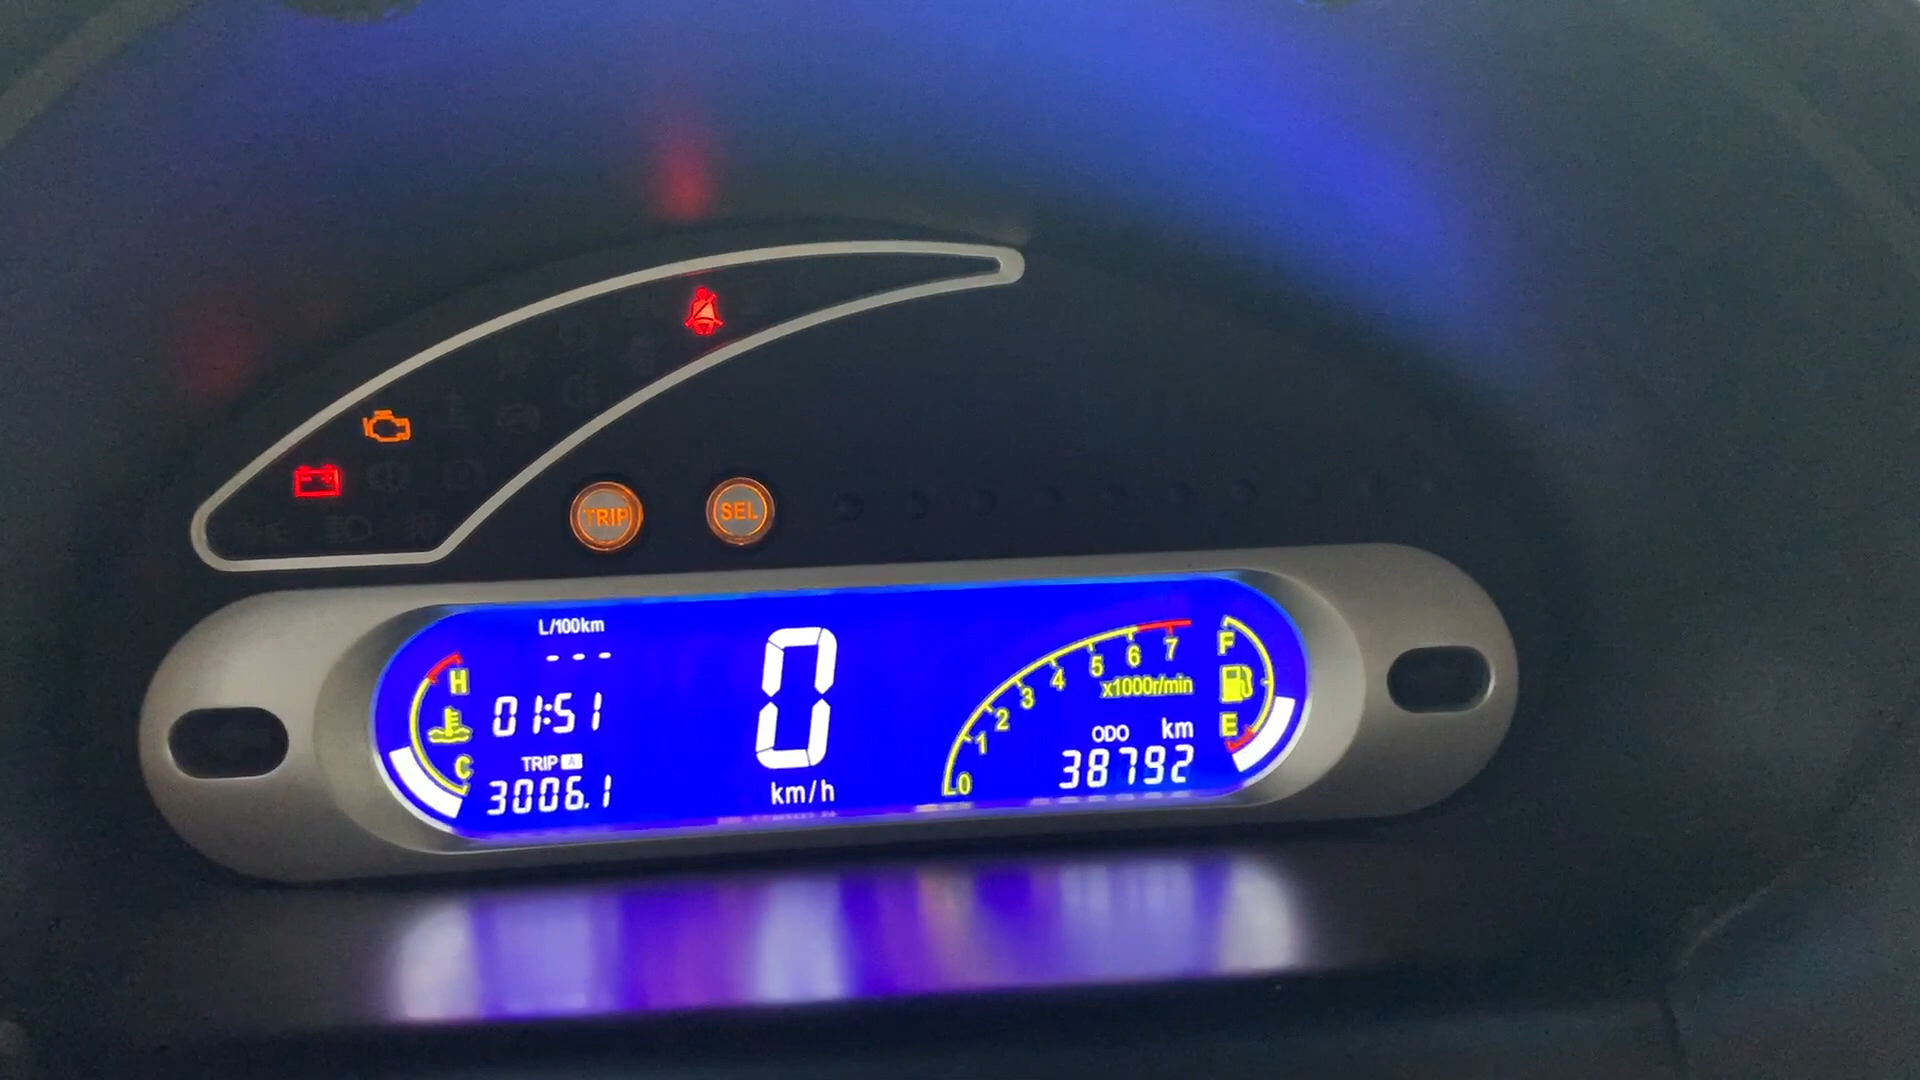 TRIP
SEL
L/100km
---
H
01:51
C
TRIP A
3006.1
0
km/h
0 1 2 3 4 5 6 7
x1000r/min
ODO km
38792
F
E